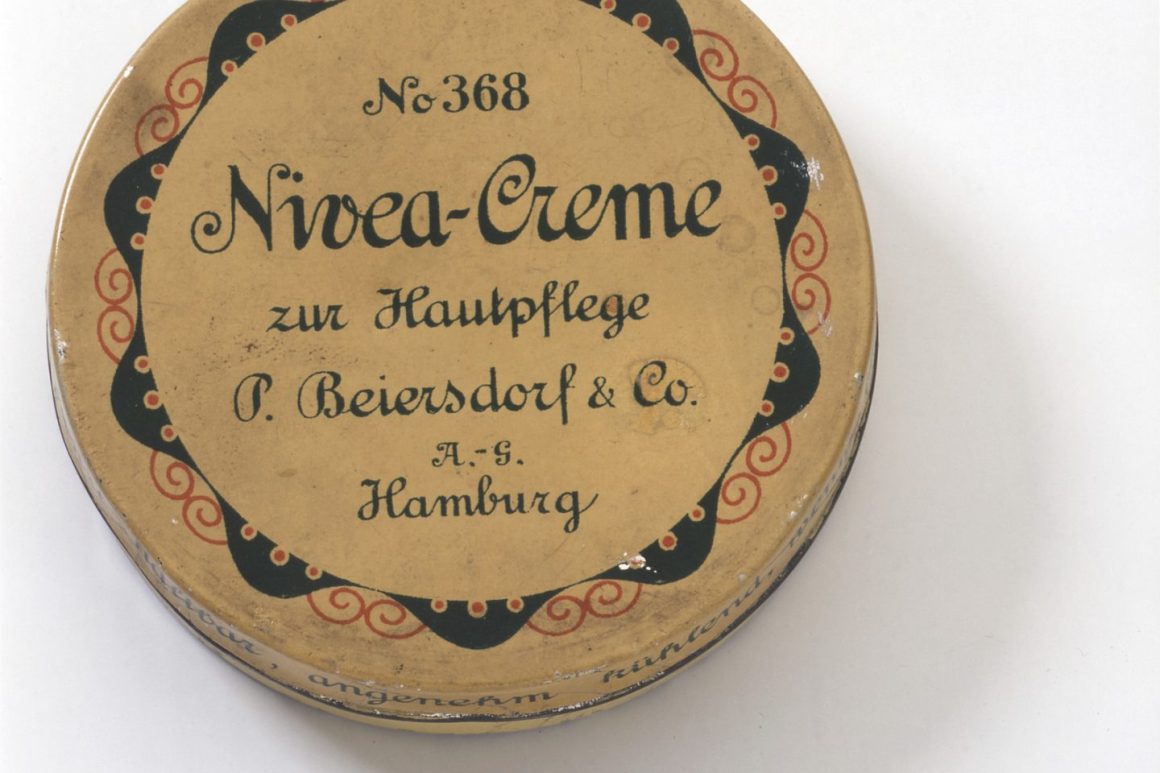 No 368
Nivea-Creme
zur Hautpflege
P. Beiersdorf & Co.
A.-G.
Hamburg
angenehm kühlend,